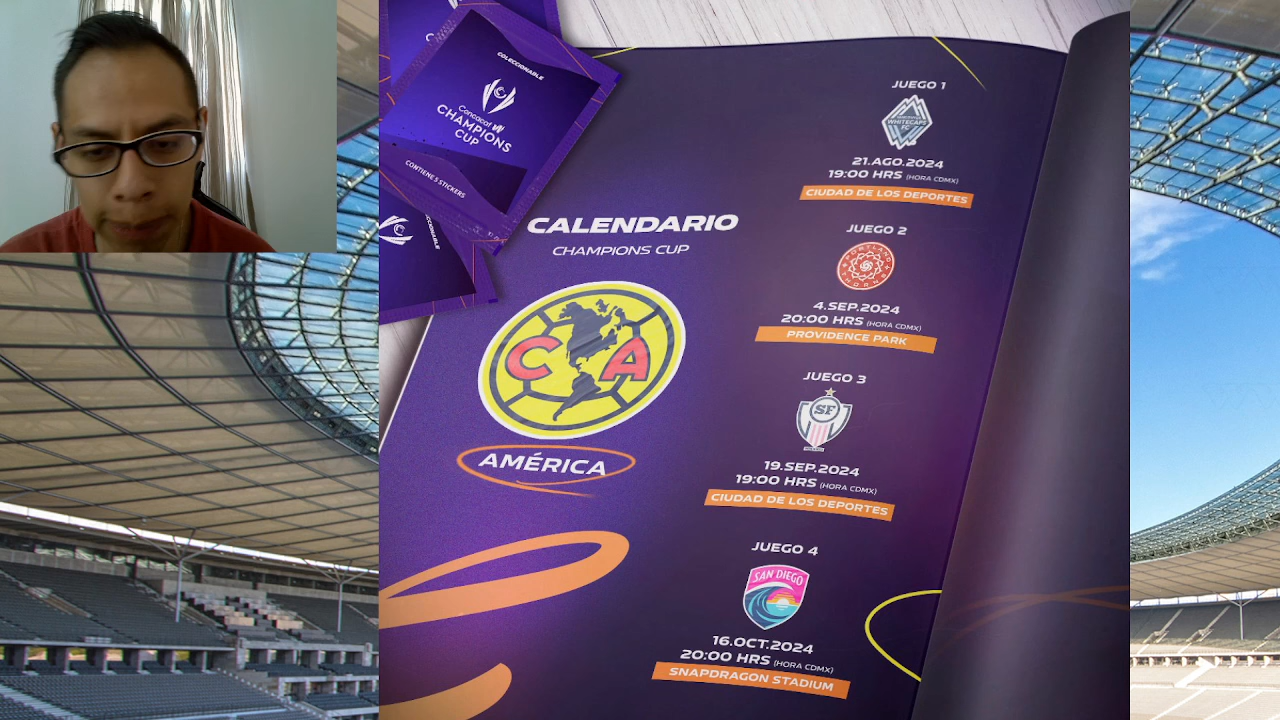 COLECCIONABLE
Concacaf W
CHAMPIONS
CUP
CONTIENE 5 STICKERS
COLECCIONABLE
CALENDARIO
CHAMPIONS CUP
C A
AMÉRICA
JUEGO 1
WHITECAPS
FC
21.AGO.2024
19:00 HRS (HORA CDMX)
CIUDAD DE LOS DEPORTES
JUEGO 2
PORTLAND
THORNS
4.SEP.2024
20:00 HRS (HORA CDMX)
PROVIDENCE PARK
JUEGO 3
SF
19.SEP.2024
19:00 HRS (HORA CDMX)
CIUDAD DE LOS DEPORTES
JUEGO 4
SAN DIEGO
16.OCT.2024
20:00 HRS (HORA CDMX)
SNAPDRAGON STADIUM